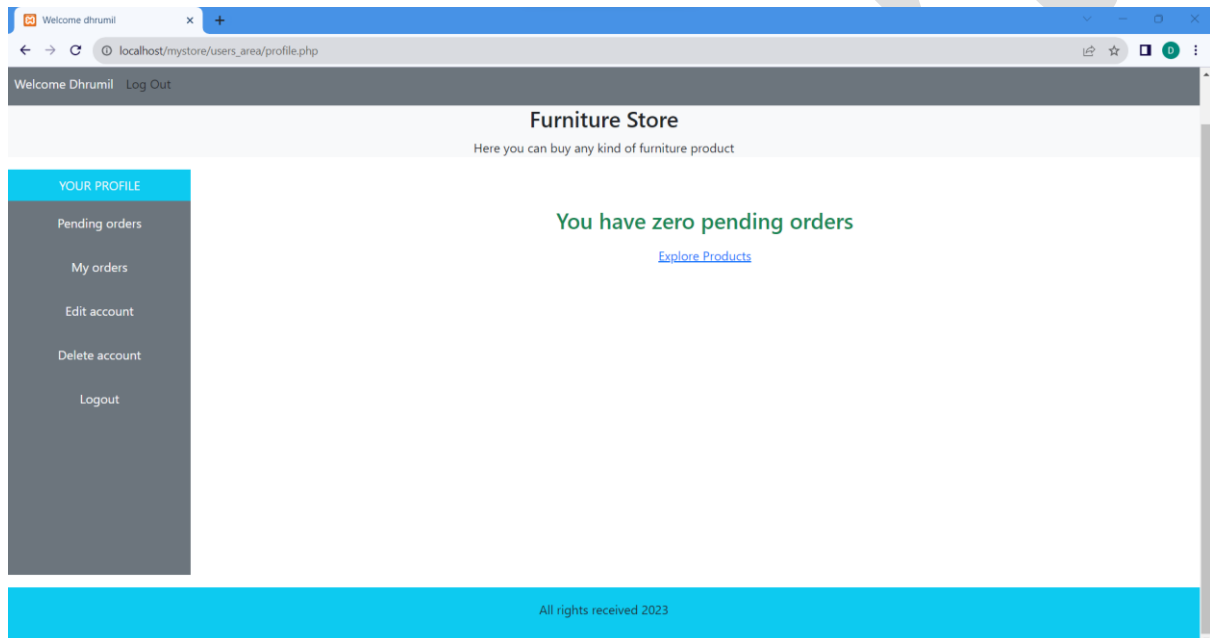 Welcome dhrumil
localhost/mystore/users_area/profile.php
D
Welcome Dhrumil Log Out
Furniture Store
Here you can buy any kind of furniture product
YOUR PROFILE
Pending orders
My orders
Edit account
Delete account
Logout
You have zero pending orders
Explore Products
All rights received 2023